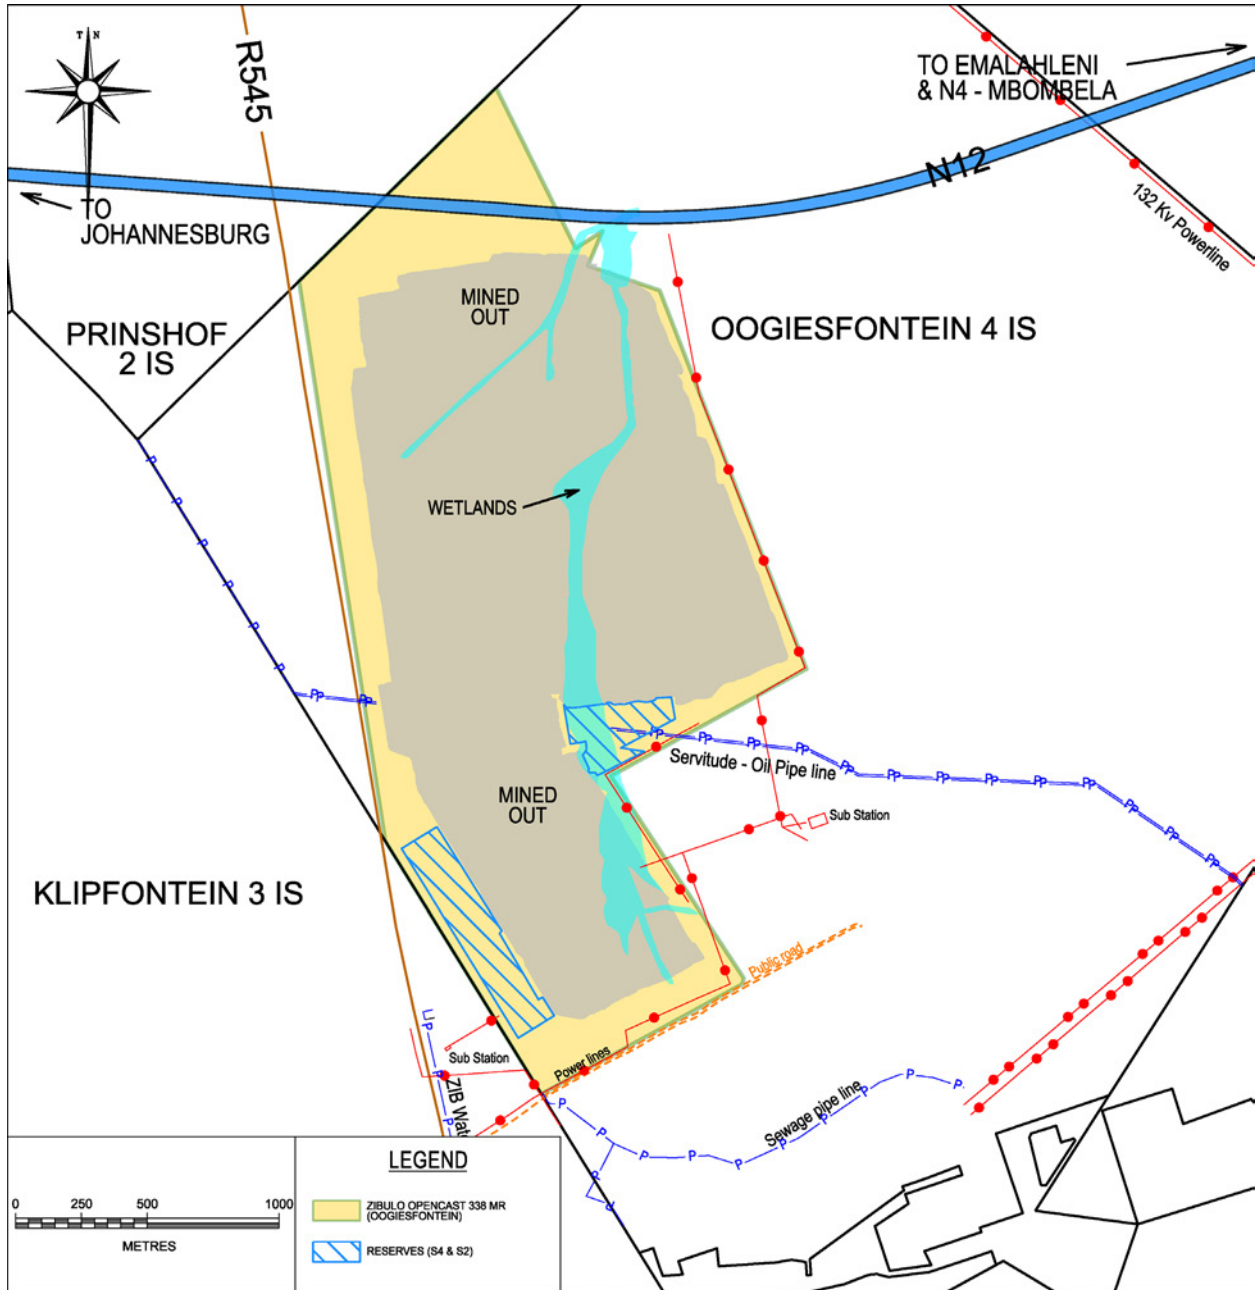 T N
R545
TO EMALAHLENI
& N4 - MBOMBELA
N12
132 Kv Powerline
TO
JOHANNESBURG
MINED
OUT
PRINSHOF
2 IS
OOGIESFONTEIN 4 IS
WETLANDS
Servitude - Oil Pipe line
MINED
OUT
Sub Station
KLIPFONTEIN 3 IS
Public road
Sub Station
Power lines
ZIB Wat
Sewage pipe line
LEGEND
0 250 500 1000
METRES
ZIBULO OPENCAST 338 MR
(OOGIESFONTEIN)
RESERVES (S4 & S2)